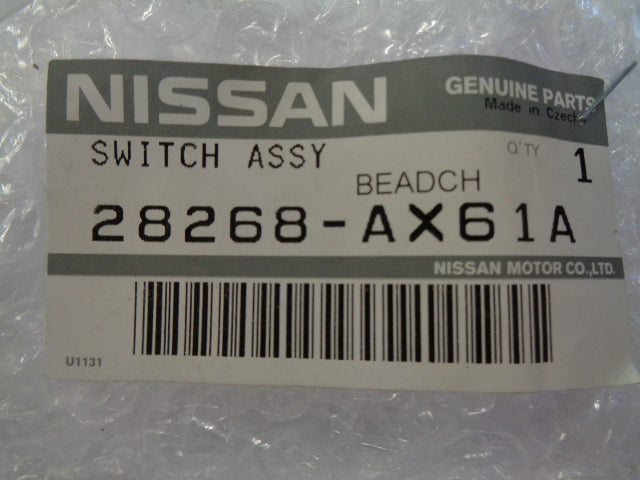 NISSAN
GENUINE PARTS
Made in Czech
SWITCH ASSY
Q'TY 1
BEADCH
28268-AX61A
NISSAN MOTOR CO.,LTD.
U1131